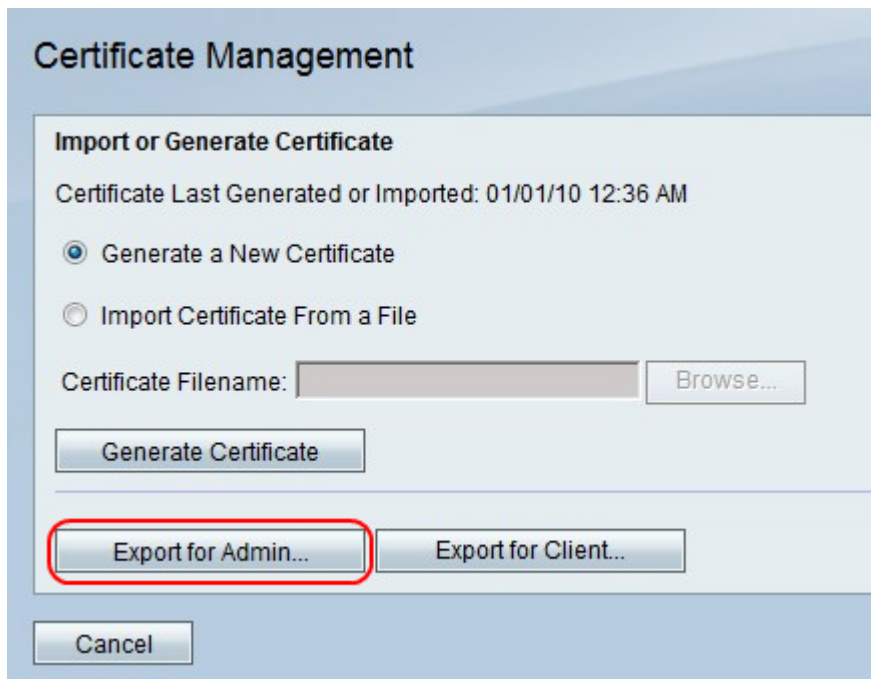 Certificate Management
Import or Generate Certificate
Certificate Last Generated or Imported: 01/01/10 12:36 AM
Generate a New Certificate
Import Certificate From a File
Certificate Filename: Browse...
Generate Certificate
Export for Admin... Export for Client...
Cancel